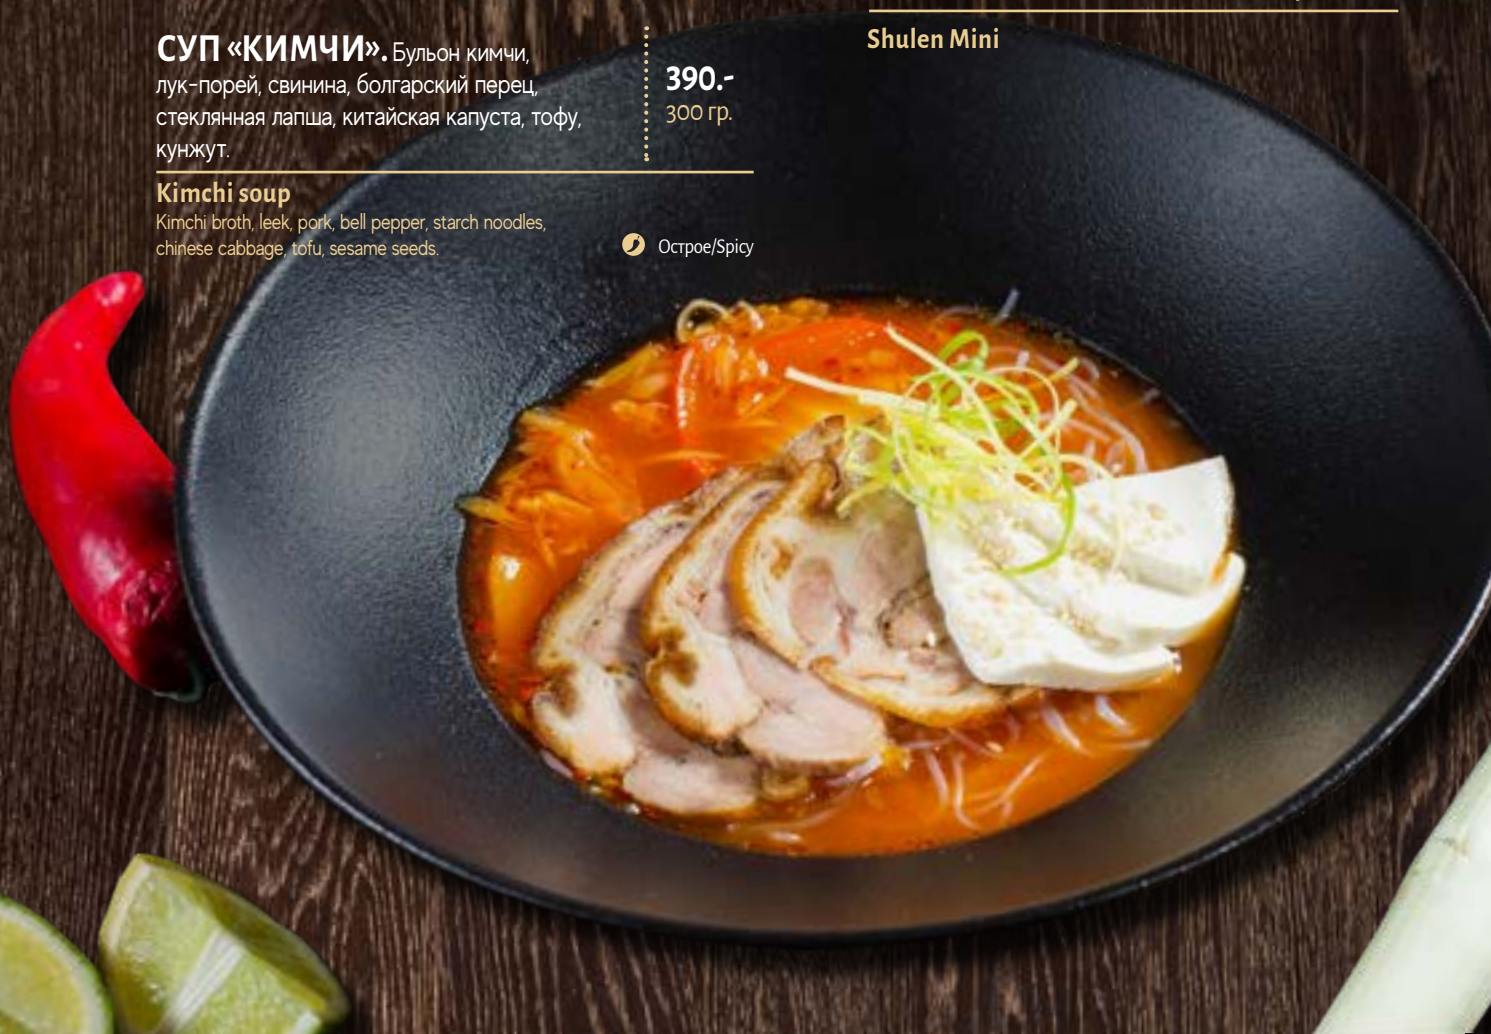 СУП «КИМЧИ». Бульон кимчи,
лук-порей, свинина, болгарский перец,
стеклянная лапша, китайская капуста, тофу,
кунжут.
390.-
300 гр.
Kimchi soup
Kimchi broth, leek, pork, bell pepper, starch noodles,
chinese cabbage, tofu, sesame seeds.
Острое/Spicy
Shulen Mini